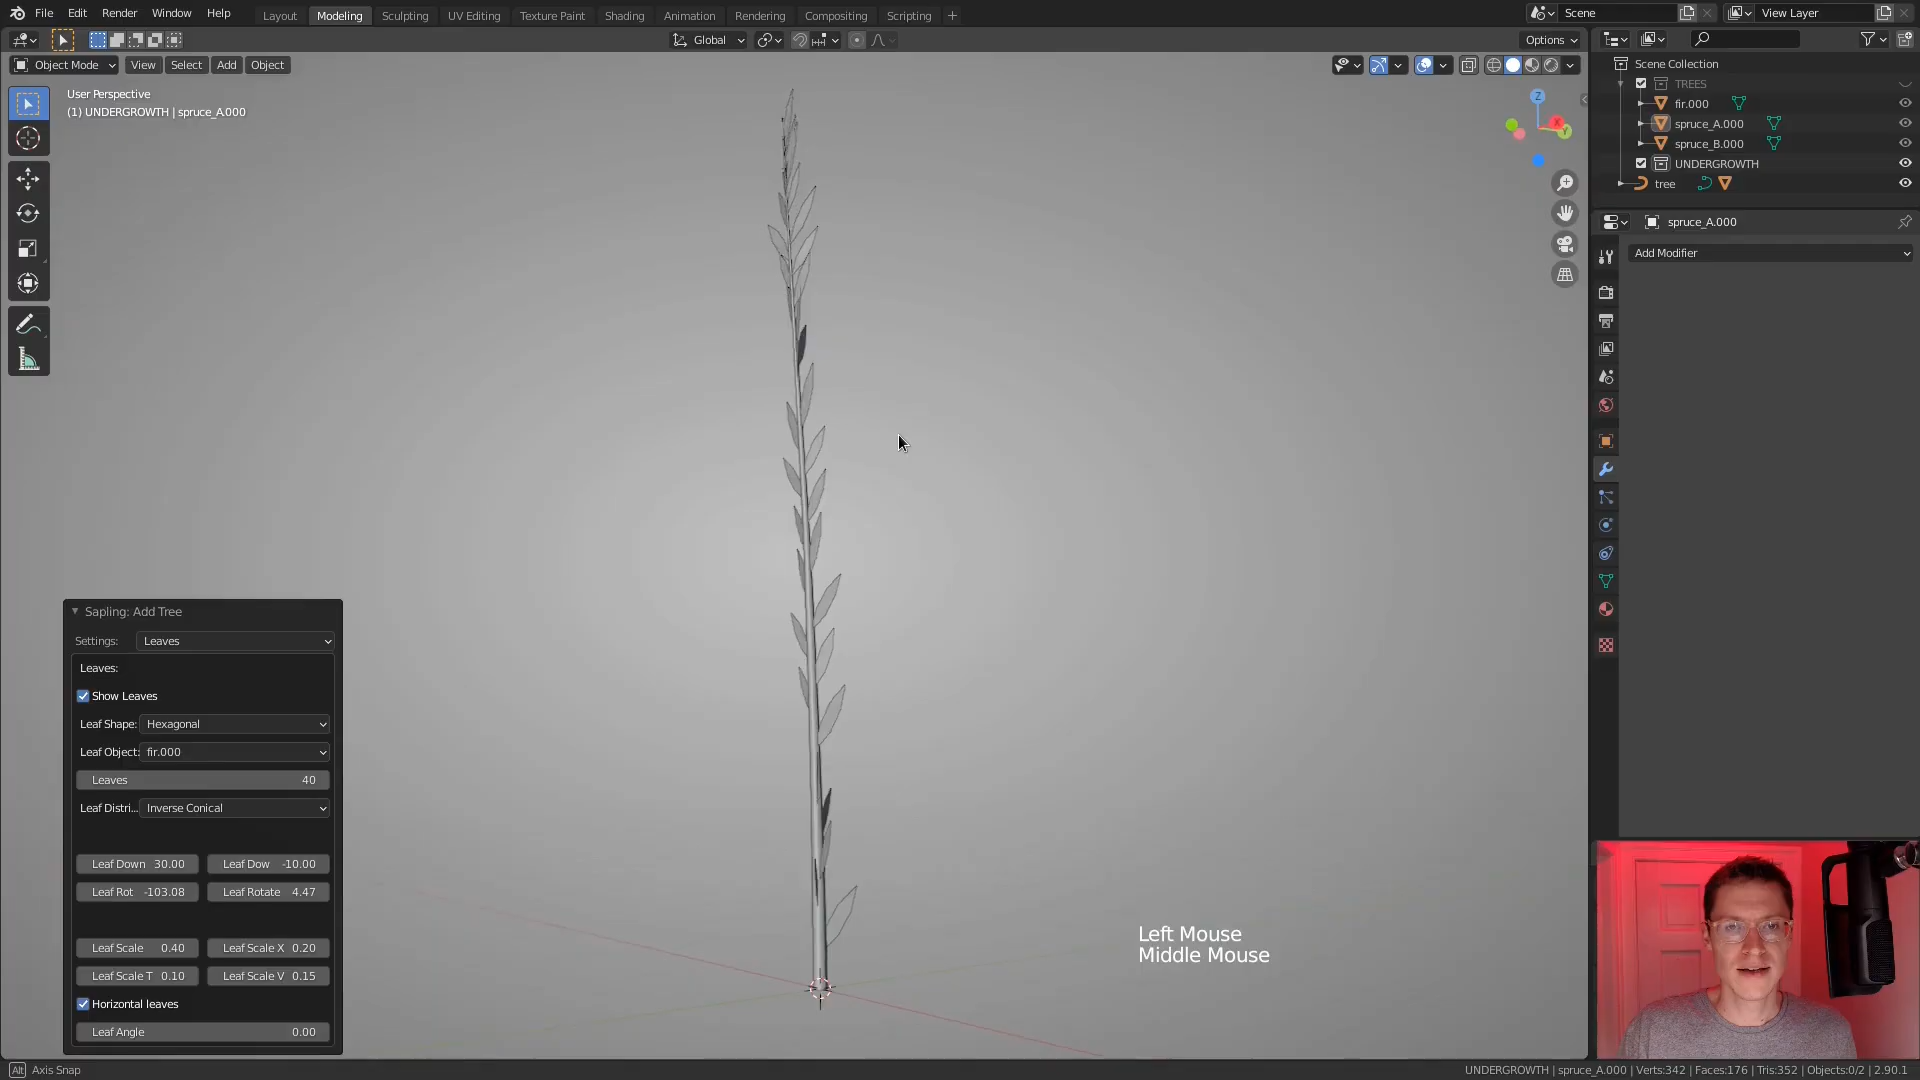 File Edit Render Window Help Layout Modeling Sculpting UV Editing Texture Paint Shading Animation Rendering Compositing Scripting + Scene View Layer
Global Options
Object Mode View Select Add Object
Scene Collection
User Perspective
TREES
(1) UNDERGROWTH | spruce_A.000
fir.000
spruce_A.000
spruce_B.000
UNDERGROWTH
tree
Z
X
Y
spruce_A.000
Add Modifier
Sapling: Add Tree
Settings: Leaves
Leaves:
Show Leaves
Leaf Shape: Hexagonal
Leaf Object: fir.000
Leaves 40
Leaf Distri... Inverse Conical
Leaf Down 30.00 Leaf Dow -10.00
Leaf Rot -103.08 Leaf Rotate 4.47
Leaf Scale 0.40 Leaf Scale X 0.20
Leaf Scale T 0.10 Leaf Scale V 0.15
Horizontal leaves
Leaf Angle 0.00
Left Mouse
Middle Mouse
Alt Axis Snap
UNDERGROWTH | spruce_A.000 | Verts:342 | Faces:176 | Tris:352 | Objects:0/2 | 2.90.1